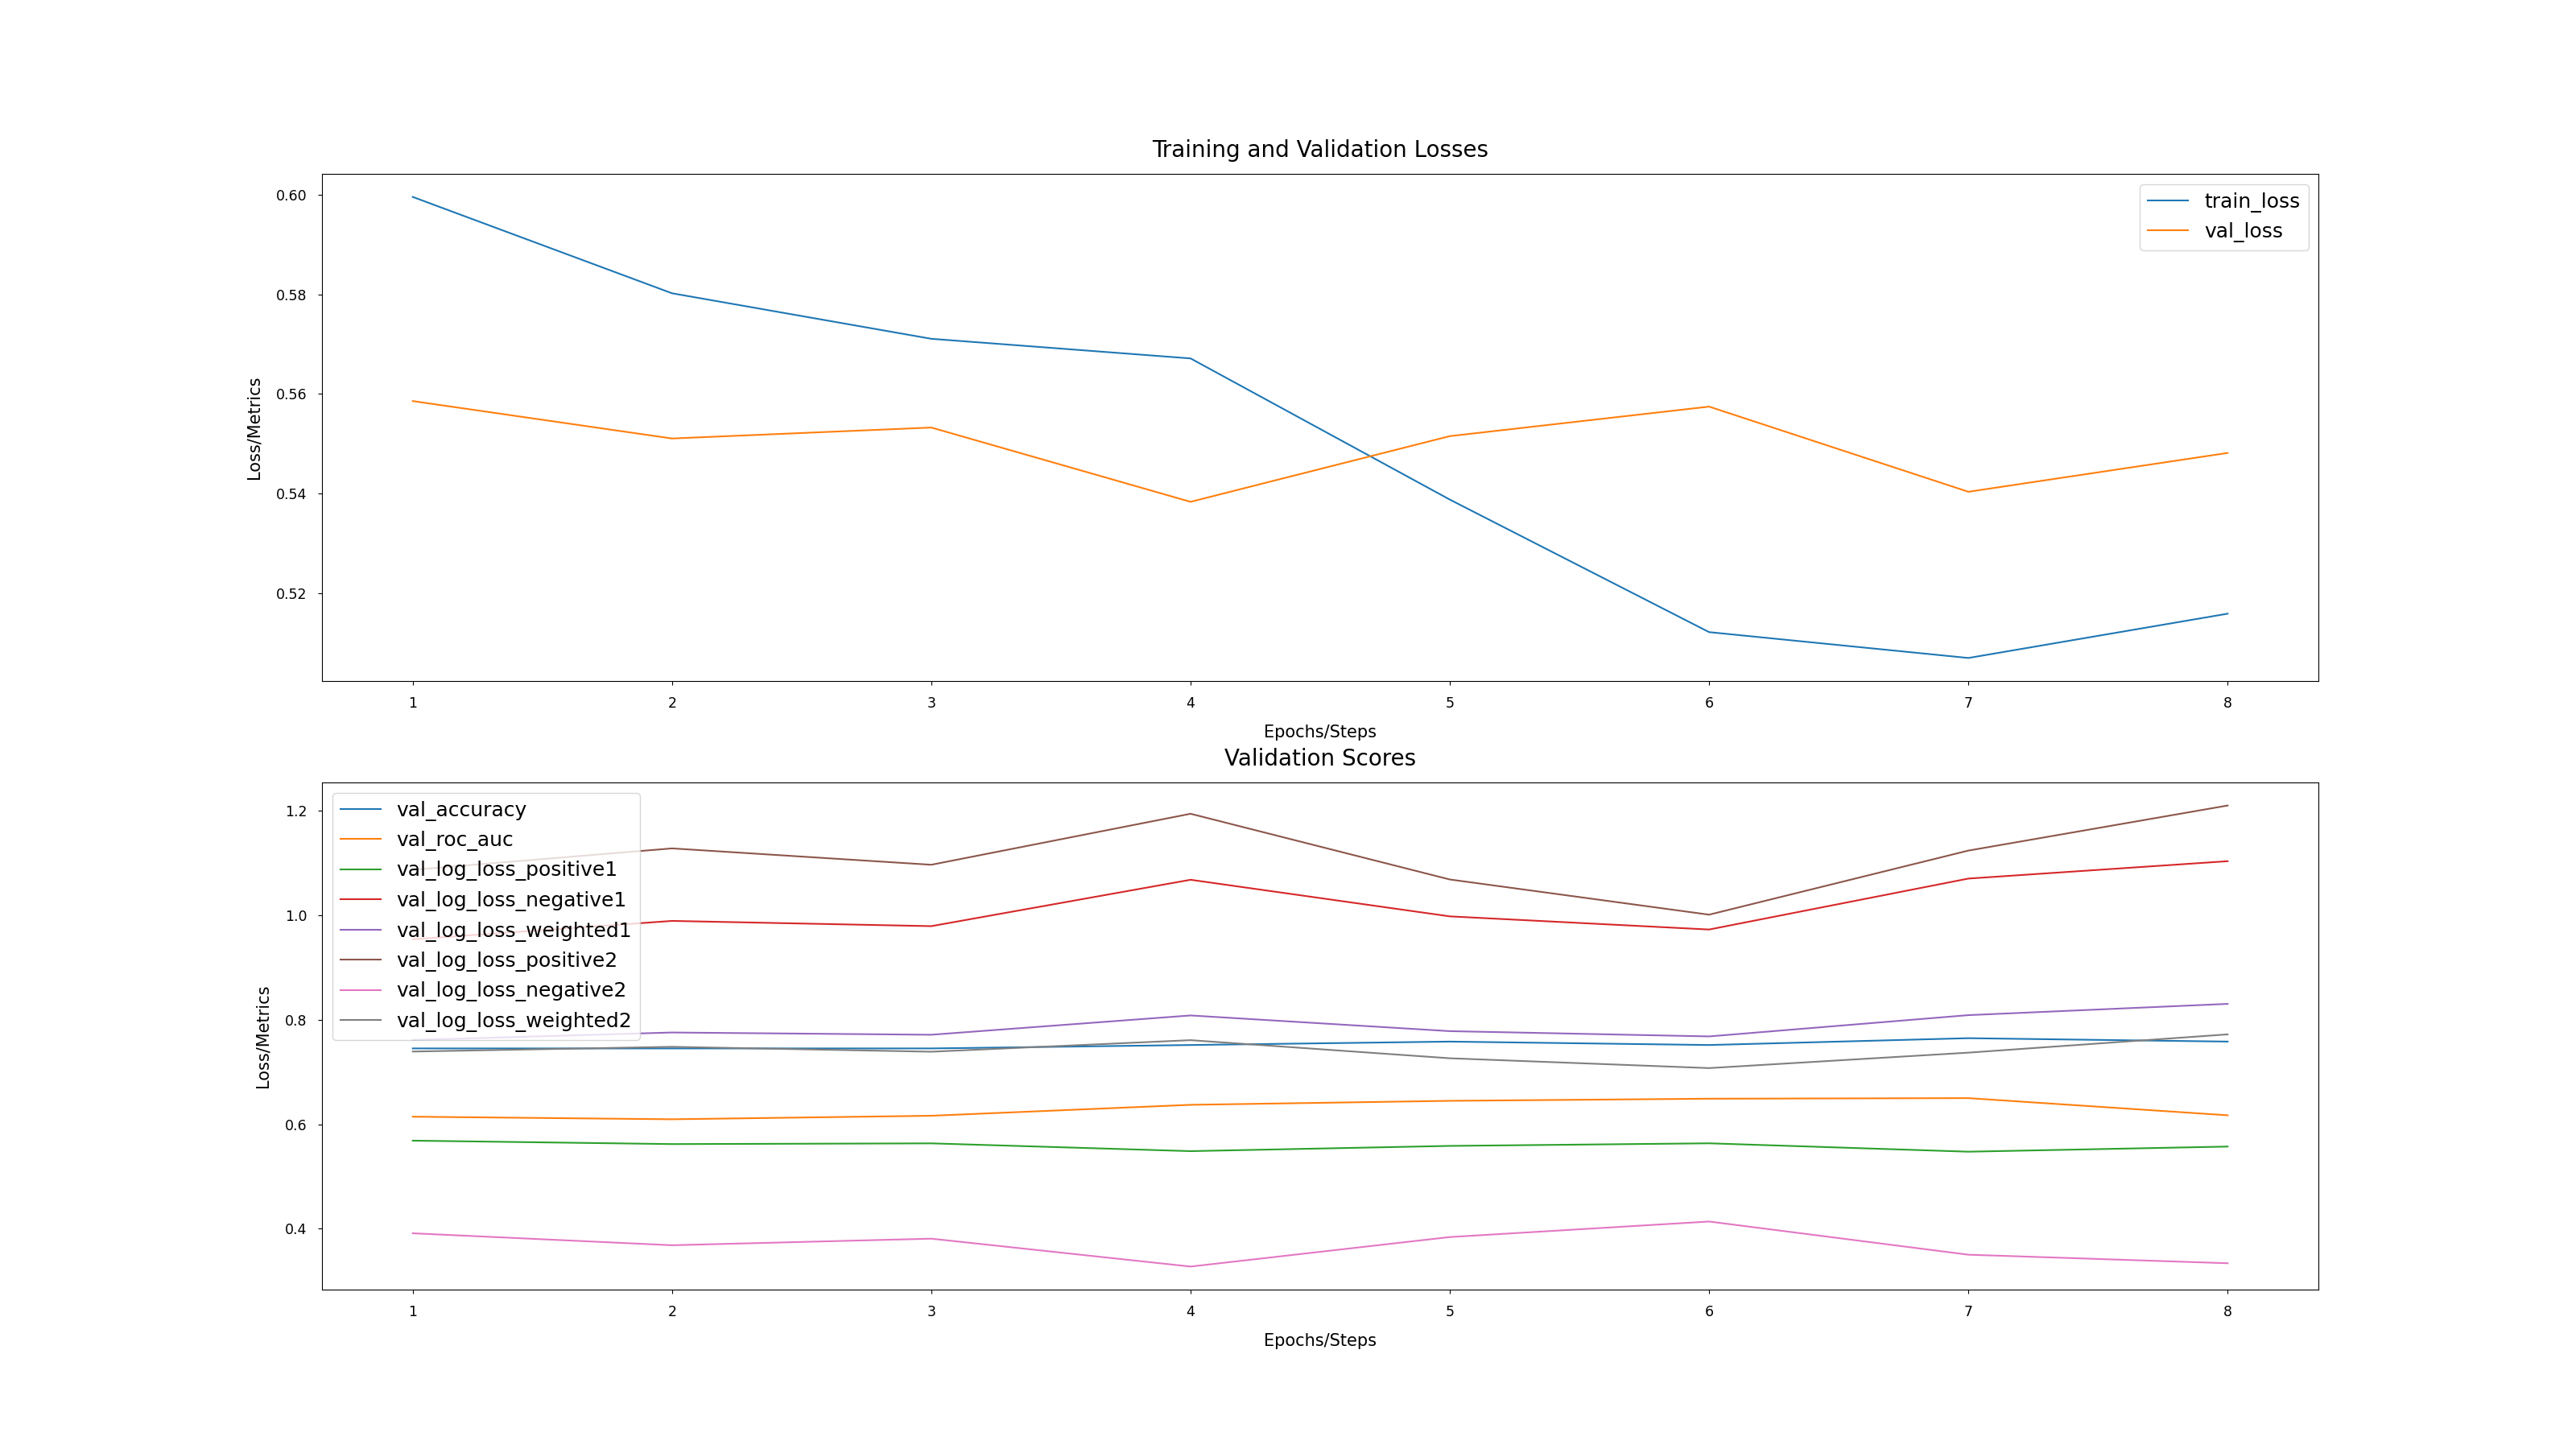 Training and Validation Losses
0.60
0.58
0.56
0.54
0.52
Loss/Metrics
train_loss
val_loss
1 2 3 4 5 6 7 8
Epochs/Steps
Validation Scores
1.2
1.0
0.8
0.6
0.4
Loss/Metrics
val_accuracy
val_roc_auc
val_log_loss_positive1
val_log_loss_negative1
val_log_loss_weighted1
val_log_loss_positive2
val_log_loss_negative2
val_log_loss_weighted2
1 2 3 4 5 6 7 8
Epochs/Steps